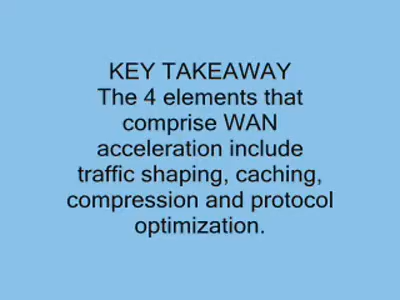 KEY TAKEAWAY
The 4 elements that
comprise WAN
acceleration include
traffic shaping, caching,
compression and protocol
optimization.